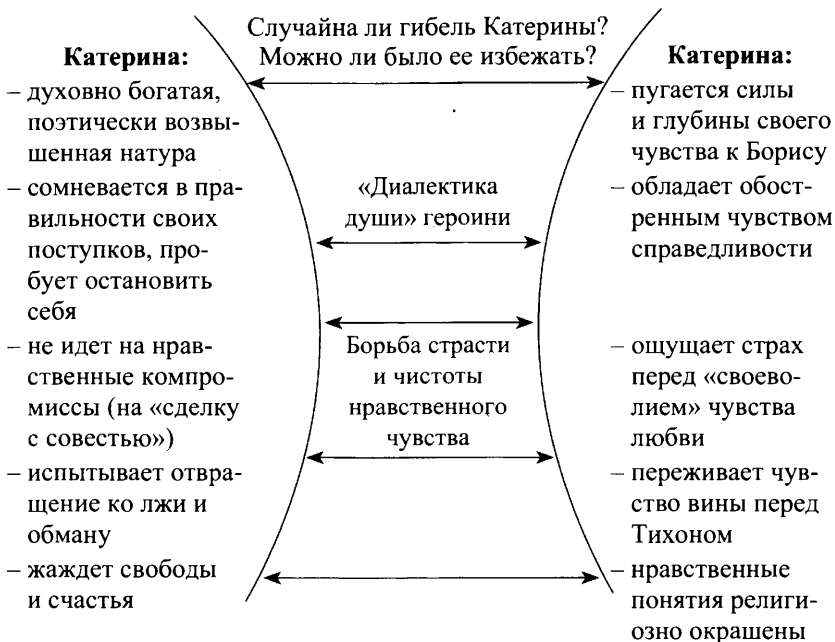 Случайна ли гибель Катерины?
Можно ли было ее избежать?
Катерина:
– духовно богатая,
поэтически возвы-
шенная натура
– сомневается в пра-
вильности своих
поступков, про-
бует остановить
себя
– не идет на нрав-
ственные компро-
миссы (на «сделку
с совестью»)
– испытывает отвра-
щение ко лжи и
обману
– жаждет свободы
и счастья
«Диалектика
души» героини
Борьба страсти
и чистоты
нравственного
чувства
Катерина:
– пугается силы
и глубины своего
чувства к Борису
– обладает обост-
ренным чувством
справедливости
– ощущает страх
перед «своево-
лием» чувства
любви
– переживает чув-
ство вины перед
Тихоном
– нравственные
понятия религи-
озно окрашены